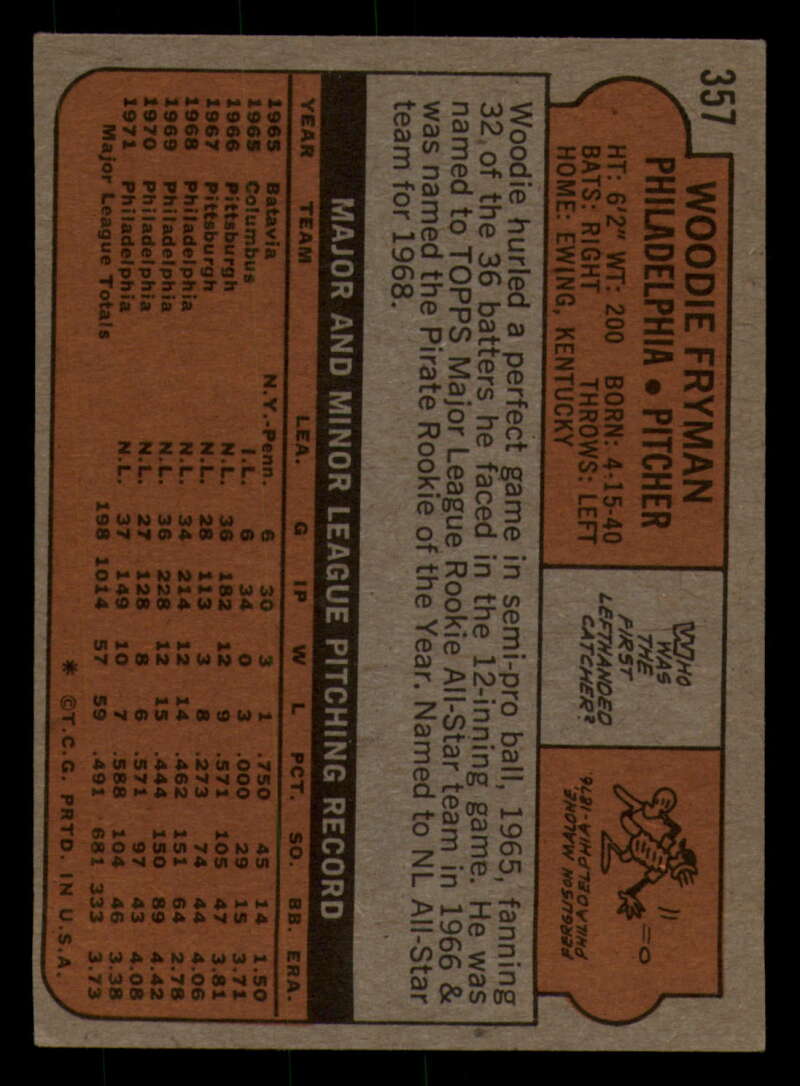 357
WOODIE FRYMAN
PHILADELPHIA • PITCHER
HT: 6'2" WT: 200 BORN: 4-15-40
BATS: RIGHT THROWS: LEFT
HOME: EWING, KENTUCKY
WHO
WAS
THE
FIRST
LEFTHANDED
CATCHER?
FERGUSON MALONE,
PHILADELPHIA-1876
Woodie hurled a perfect game in semi-pro ball, 1965, fanning
32 of the 36 batters he faced in the 12-inning game. He was
named to TOPPS Major League Rookie All-Star team in 1966 &
was named the Pirate Rookie of the Year. Named to NL All-Star
team for 1968.
MAJOR AND MINOR LEAGUE PITCHING RECORD
YEAR TEAM LEA. G IP W L PCT. SO. BB. ERA.
1965 Batavia N.Y.-Penn. 6 30 3 1 .750 45 14 1.50
1965 Columbus I.L. 6 34 0 3 .000 29 15 3.71
1966 Pittsburgh N.L. 36 182 12 9 .571 105 47 3.81
1967 Pittsburgh N.L. 28 113 3 8 .273 74 44 4.06
1968 Philadelphia N.L. 34 214 12 14 .462 151 64 2.78
1969 Philadelphia N.L. 36 228 12 15 .444 150 89 4.42
1970 Philadelphia N.L. 27 128 8 6 .571 97 43 4.08
1971 Philadelphia N.L. 37 149 10 7 .588 104 46 3.38
Major League Totals 198 1014 57 59 .491 681 333 3.73
* ©T.C.G. PRTD. IN U.S.A.